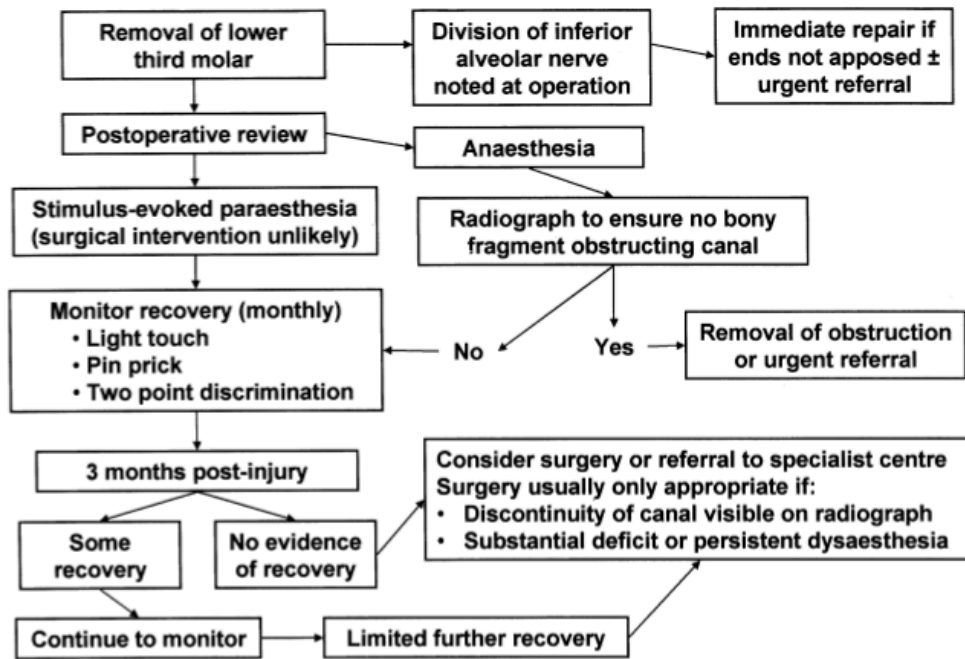 Removal of lower
third molar
Division of inferior
alveolar nerve
noted at operation
Immediate repair if
ends not apposed ±
urgent referral
Postoperative review
Anaesthesia
Stimulus-evoked paraesthesia
(surgical intervention unlikely)
Radiograph to ensure no bony
fragment obstructing canal
Monitor recovery (monthly)
• Light touch
• Pin prick
• Two point discrimination
No
Yes
Removal of obstruction
or urgent referral
3 months post-injury
Consider surgery or referral to specialist centre
Surgery usually only appropriate if:
• Discontinuity of canal visible on radiograph
• Substantial deficit or persistent dysaesthesia
Some
recovery
No evidence
of recovery
Continue to monitor
Limited further recovery